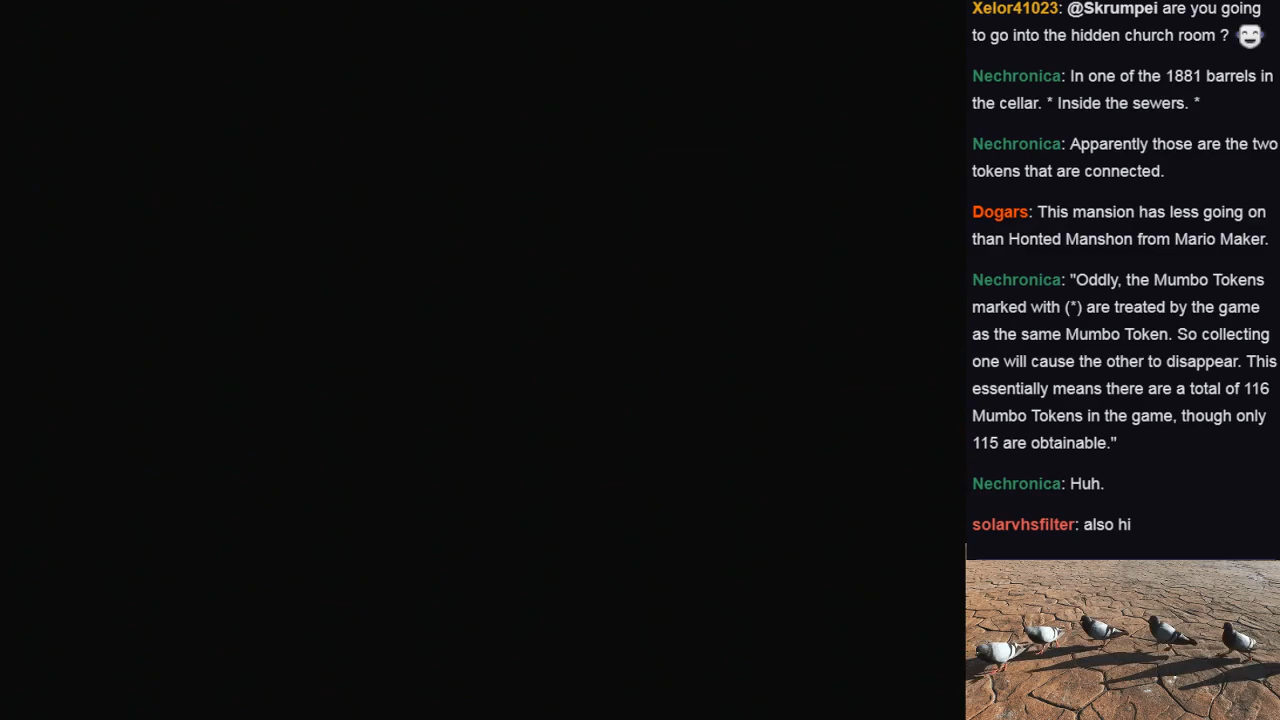 Xelor41023: @Skrumpei are you going
to go into the hidden church room ?
Nechronica: In one of the 1881 barrels in
the cellar. * Inside the sewers. *
Nechronica: Apparently those are the two
tokens that are connected.
Dogars: This mansion has less going on
than Honted Manshon from Mario Maker.
Nechronica: "Oddly, the Mumbo Tokens
marked with (*) are treated by the game
as the same Mumbo Token. So collecting
one will cause the other to disappear. This
essentially means there are a total of 116
Mumbo Tokens in the game, though only
115 are obtainable."
Nechronica: Huh.
solarvhsfilter: also hi